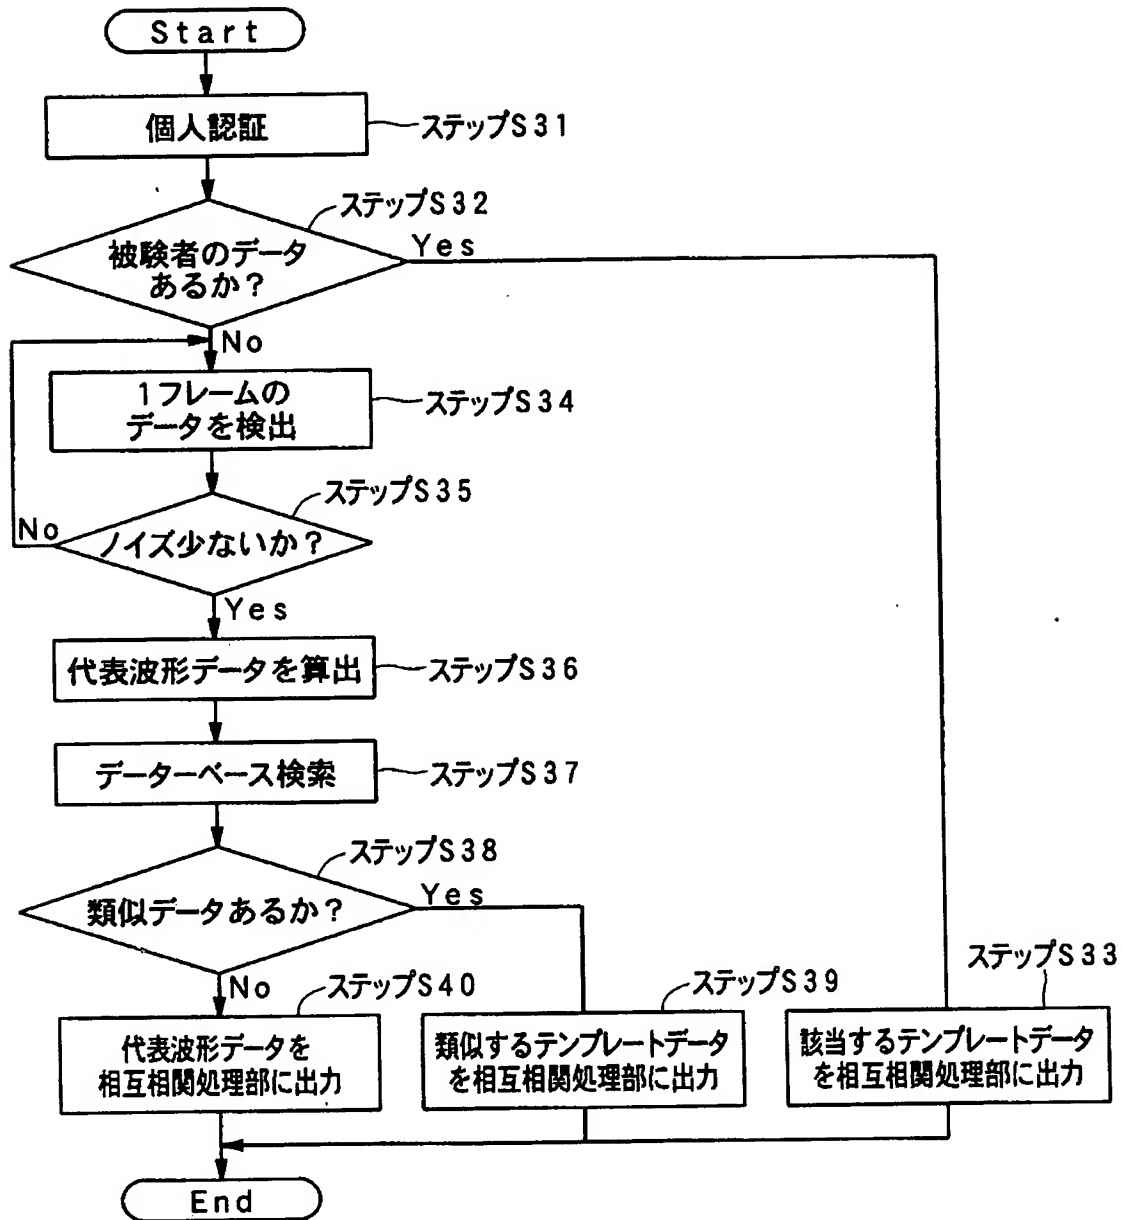 Start
個人認証
ステップS31
ステップS32
被験者のデータ
あるか?
Yes
No
1フレームの
データを検出
ステップS34
ステップS35
No
ノイズ少ないか?
Yes
代表波形データを算出
ステップS36
データーベース検索
ステップS37
ステップS38
類似データあるか?
Yes
No
ステップS40
ステップS39
ステップS33
代表波形データを
相互相関処理部に出力
類似するテンプレートデータ
を相互相関処理部に出力
該当するテンプレートデータ
を相互相関処理部に出力
End